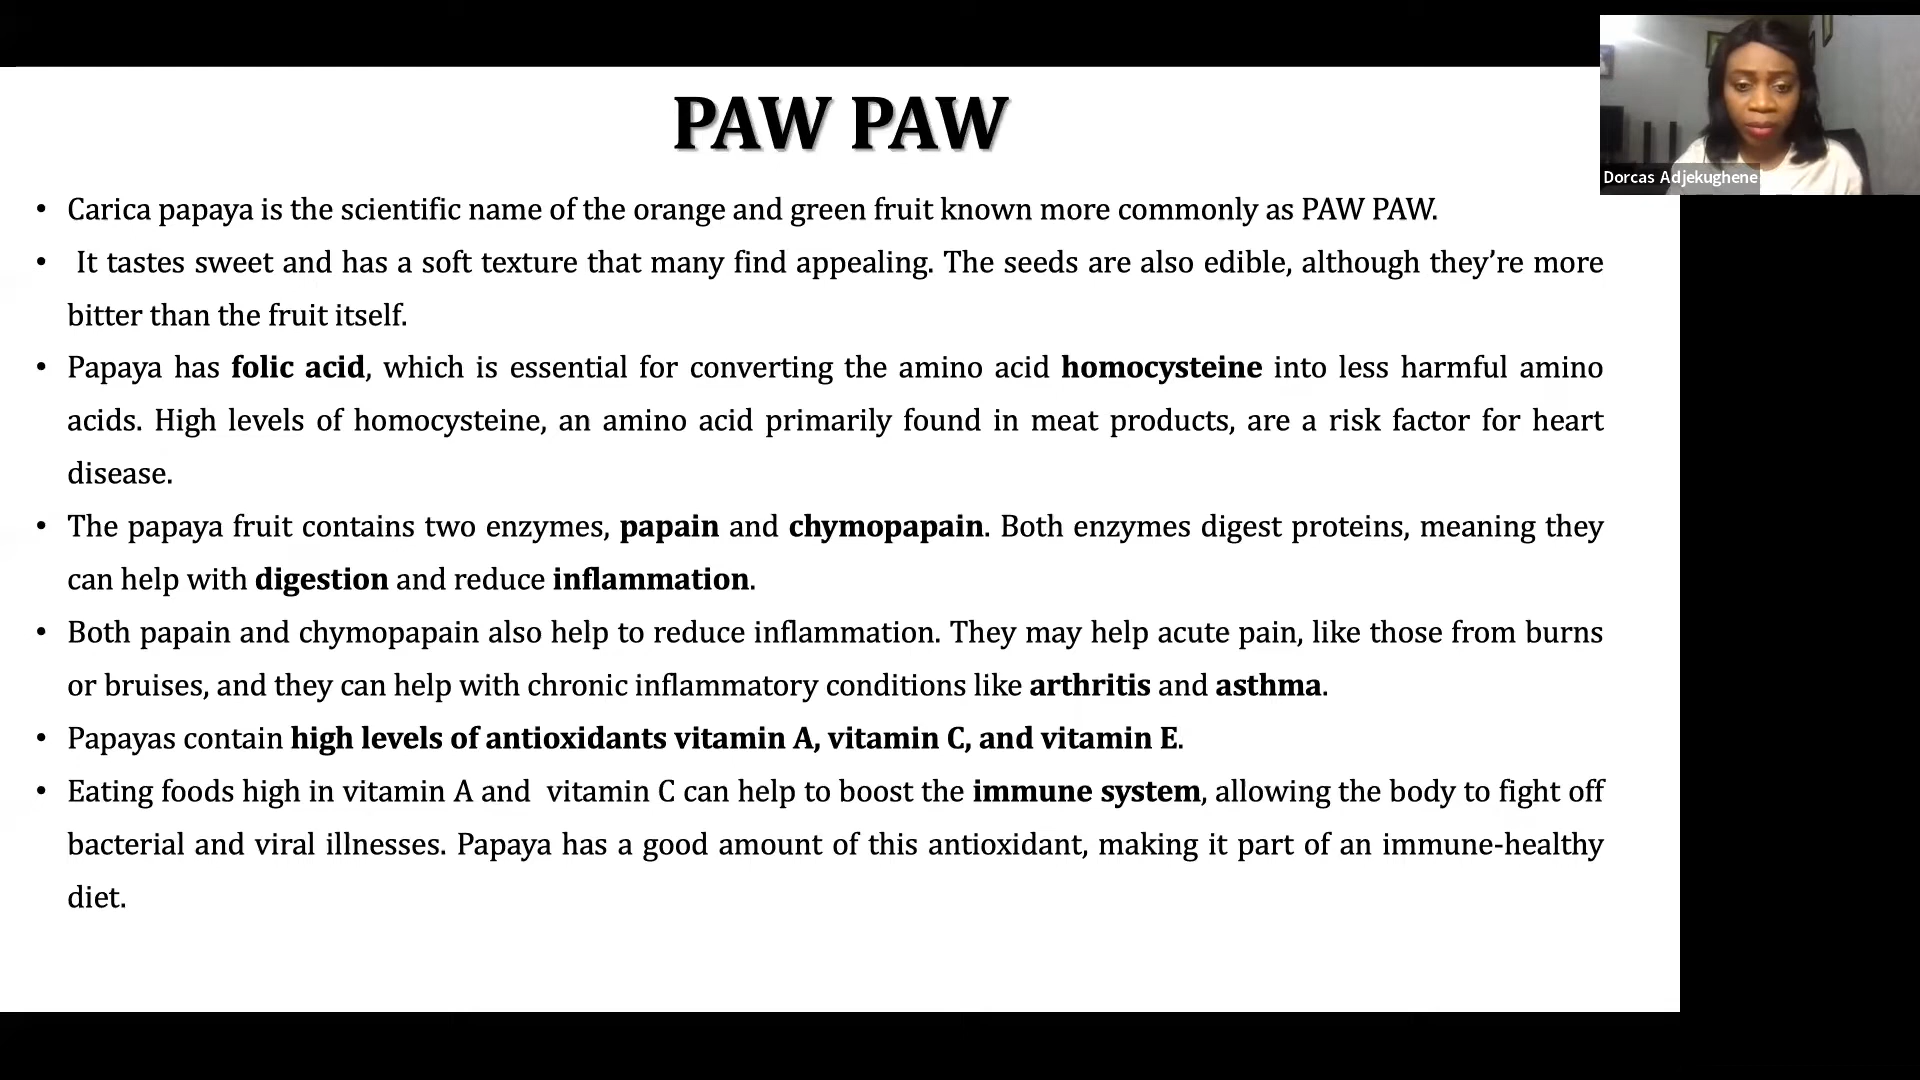 PAW PAW
Dorcas Adjekughene
• Carica papaya is the scientific name of the orange and green fruit known more commonly as PAW PAW.
• It tastes sweet and has a soft texture that many find appealing. The seeds are also edible, although they’re more
bitter than the fruit itself.
• Papaya has folic acid, which is essential for converting the amino acid homocysteine into less harmful amino
acids. High levels of homocysteine, an amino acid primarily found in meat products, are a risk factor for heart
disease.
• The papaya fruit contains two enzymes, papain and chymopapain. Both enzymes digest proteins, meaning they
can help with digestion and reduce inflammation.
• Both papain and chymopapain also help to reduce inflammation. They may help acute pain, like those from burns
or bruises, and they can help with chronic inflammatory conditions like arthritis and asthma.
• Papayas contain high levels of antioxidants vitamin A, vitamin C, and vitamin E.
• Eating foods high in vitamin A and  vitamin C can help to boost the immune system, allowing the body to fight off
bacterial and viral illnesses. Papaya has a good amount of this antioxidant, making it part of an immune-healthy
diet.